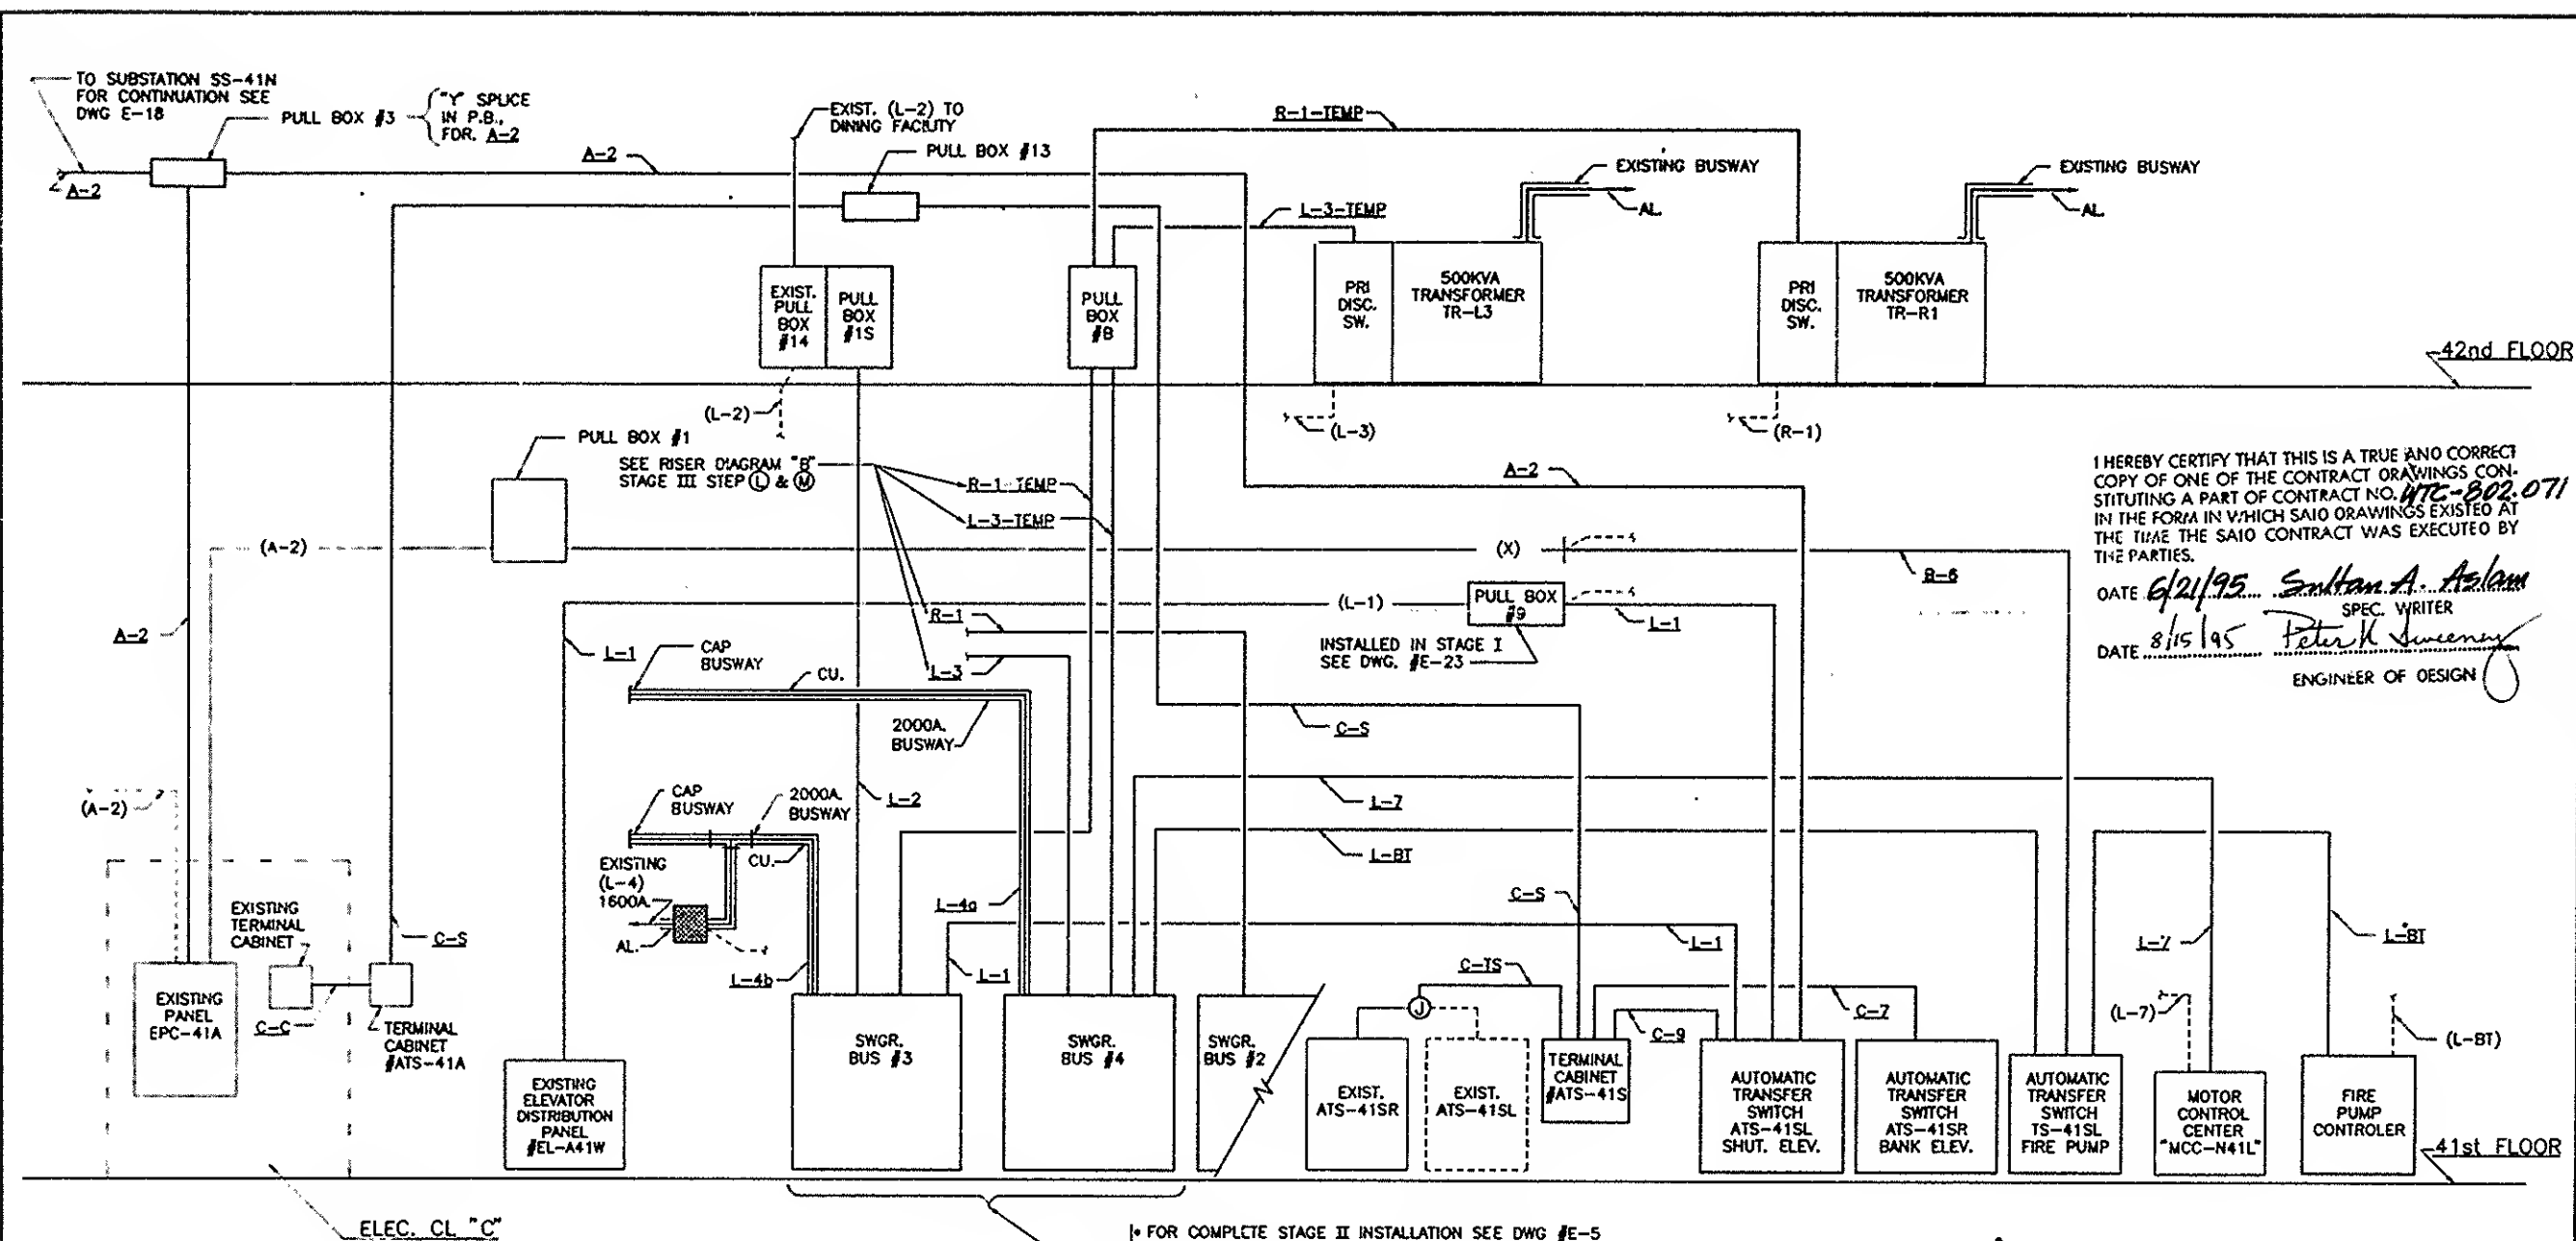 TO SUBSTATION SS-41N
FOR CONTINUATION SEE
DWG E-18
PULL BOX #3
"Y" SPLICE
IN P.B.,
FDR. A-2
EXIST. (L-2) TO
DINING FACILITY
PULL BOX #13
R-1-TEMP
EXISTING BUSWAY
EXISTING BUSWAY
A-2
A-2
L-3-TEMP
AL.
AL.
EXIST.
PULL
BOX
#14
PULL
BOX
#1S
PULL
BOX
#B
PRI
DISC.
SW.
500KVA
TRANSFORMER
TR-L3
PRI
DISC.
SW.
500KVA
TRANSFORMER
TR-R1
42nd FLOOR
(L-2)
(L-3)
(R-1)
PULL BOX #1
SEE RISER DIAGRAM "B"
STAGE III STEP L & M
R-1-TEMP
L-3-TEMP
A-2
I HEREBY CERTIFY THAT THIS IS A TRUE AND CORRECT
COPY OF ONE OF THE CONTRACT DRAWINGS CON-
STITUTING A PART OF CONTRACT NO. WTC-802.071
IN THE FORM IN WHICH SAID DRAWINGS EXISTED AT
THE TIME THE SAID CONTRACT WAS EXECUTED BY
THE PARTIES.
DATE 6/21/95 Sultan A. Aslam
SPEC. WRITER
DATE 8/15/95 Peter K Sweeney
ENGINEER OF DESIGN
(A-2)
(X)
B-6
(L-1)
PULL BOX
#9
L-1
INSTALLED IN STAGE I
SEE DWG. #E-23
A-2
L-1
R-1
L-3
CAP
BUSWAY
CU.
2000A.
BUSWAY
C-S
(A-2)
CAP
BUSWAY
2000A.
BUSWAY
L-2
L-7
CU.
L-BT
EXISTING
(L-4)
1600A.
AL.
L-4a
C-S
EXISTING
TERMINAL
CABINET
C-S
L-1
L-7
L-BT
L-4b
L-1
C-TS
J
C-7
C-9
(L-7)
(L-BT)
EXISTING
PANEL
EPC-41A
C-C
TERMINAL
CABINET
#ATS-41A
EXISTING
ELEVATOR
DISTRIBUTION
PANEL
#EL-A41W
SWGR.
BUS #3
SWGR.
BUS #4
SWGR.
BUS #2
EXIST.
ATS-41SR
EXIST.
ATS-41SL
TERMINAL
CABINET
#ATS-41S
AUTOMATIC
TRANSFER
SWITCH
ATS-41SL
SHUT. ELEV.
AUTOMATIC
TRANSFER
SWITCH
ATS-41SR
BANK ELEV.
AUTOMATIC
TRANSFER
SWITCH
TS-41SL
FIRE PUMP
MOTOR
CONTROL
CENTER
"MCC-N41L"
FIRE
PUMP
CONTROLER
41st FLOOR
ELEC. CL "C"
* FOR COMPLETE STAGE II INSTALLATION SEE DWG #E-5